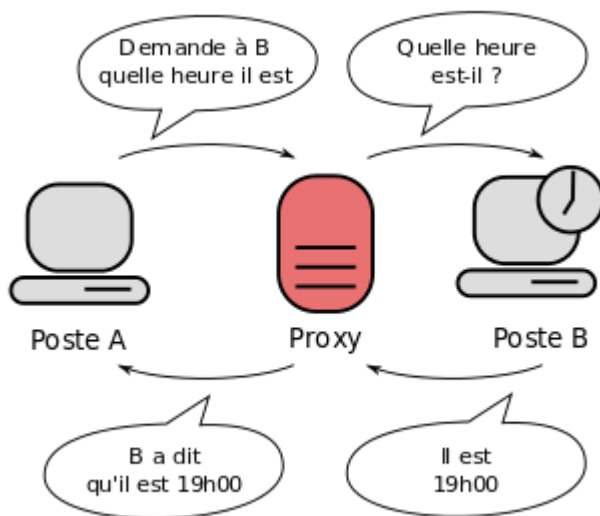 Demande à B
quelle heure il est
Quelle heure
est-il ?
Poste A
Proxy
Poste B
B a dit
qu'il est 19h00
Il est
19h00